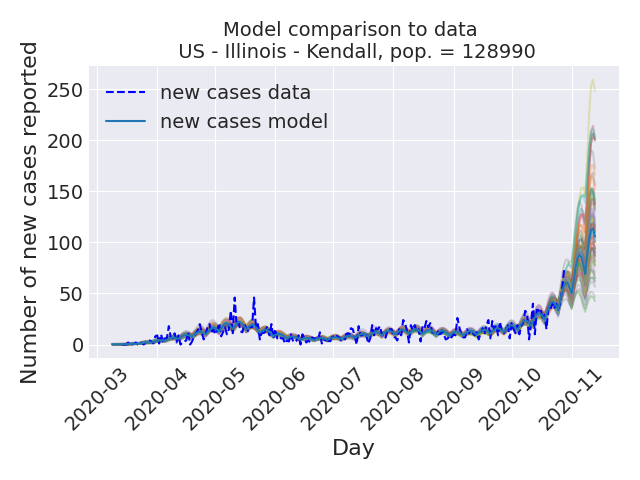 Model comparison to data
US - Illinois - Kendall, pop. = 128990
Number of new cases reported
250
200
150
100
50
0
new cases data
new cases model
2020-03
2020-04
2020-05
2020-06
2020-07
2020-08
2020-09
2020-10
2020-11
Day